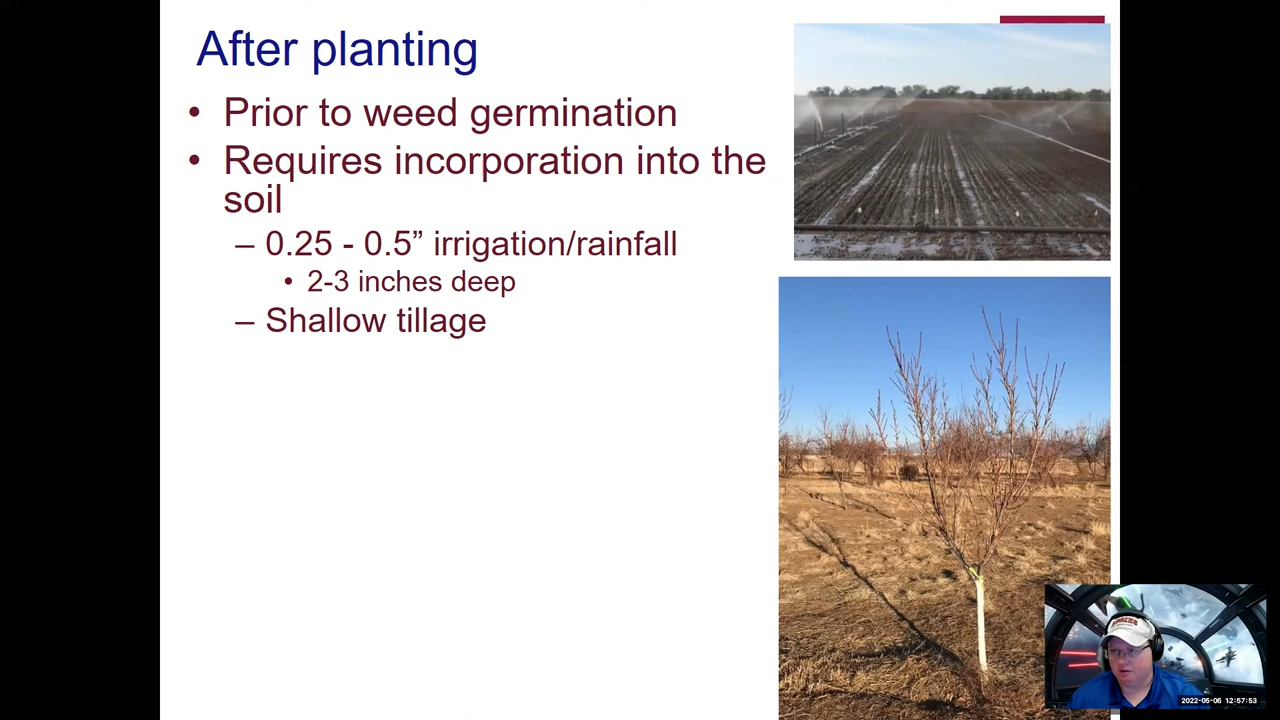 After planting
• Prior to weed germination
• Requires incorporation into the
soil
– 0.25 - 0.5” irrigation/rainfall
• 2-3 inches deep
– Shallow tillage
2022-05-06 12:57:53